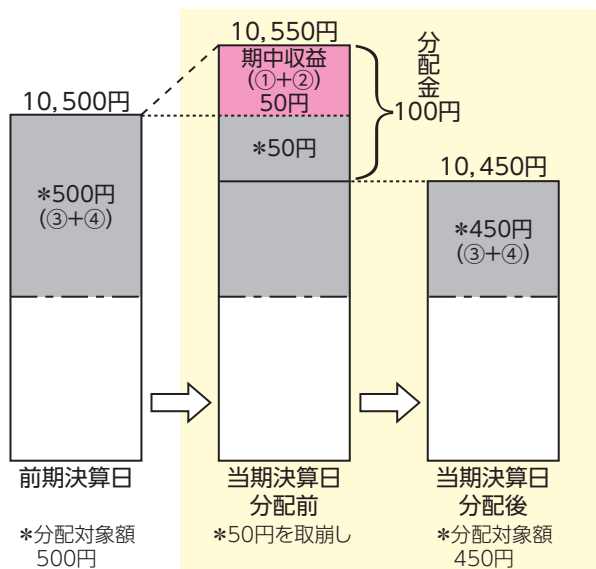 10,500円
*500円
(③+④)
前期決算日
*分配対象額
500円
10,550円
期中収益
(①+②)
50円
*50円
分配金
100円
当期決算日
分配前
*50円を取崩し
10,450円
*450円
(③+④)
当期決算日
分配後
*分配対象額
450円